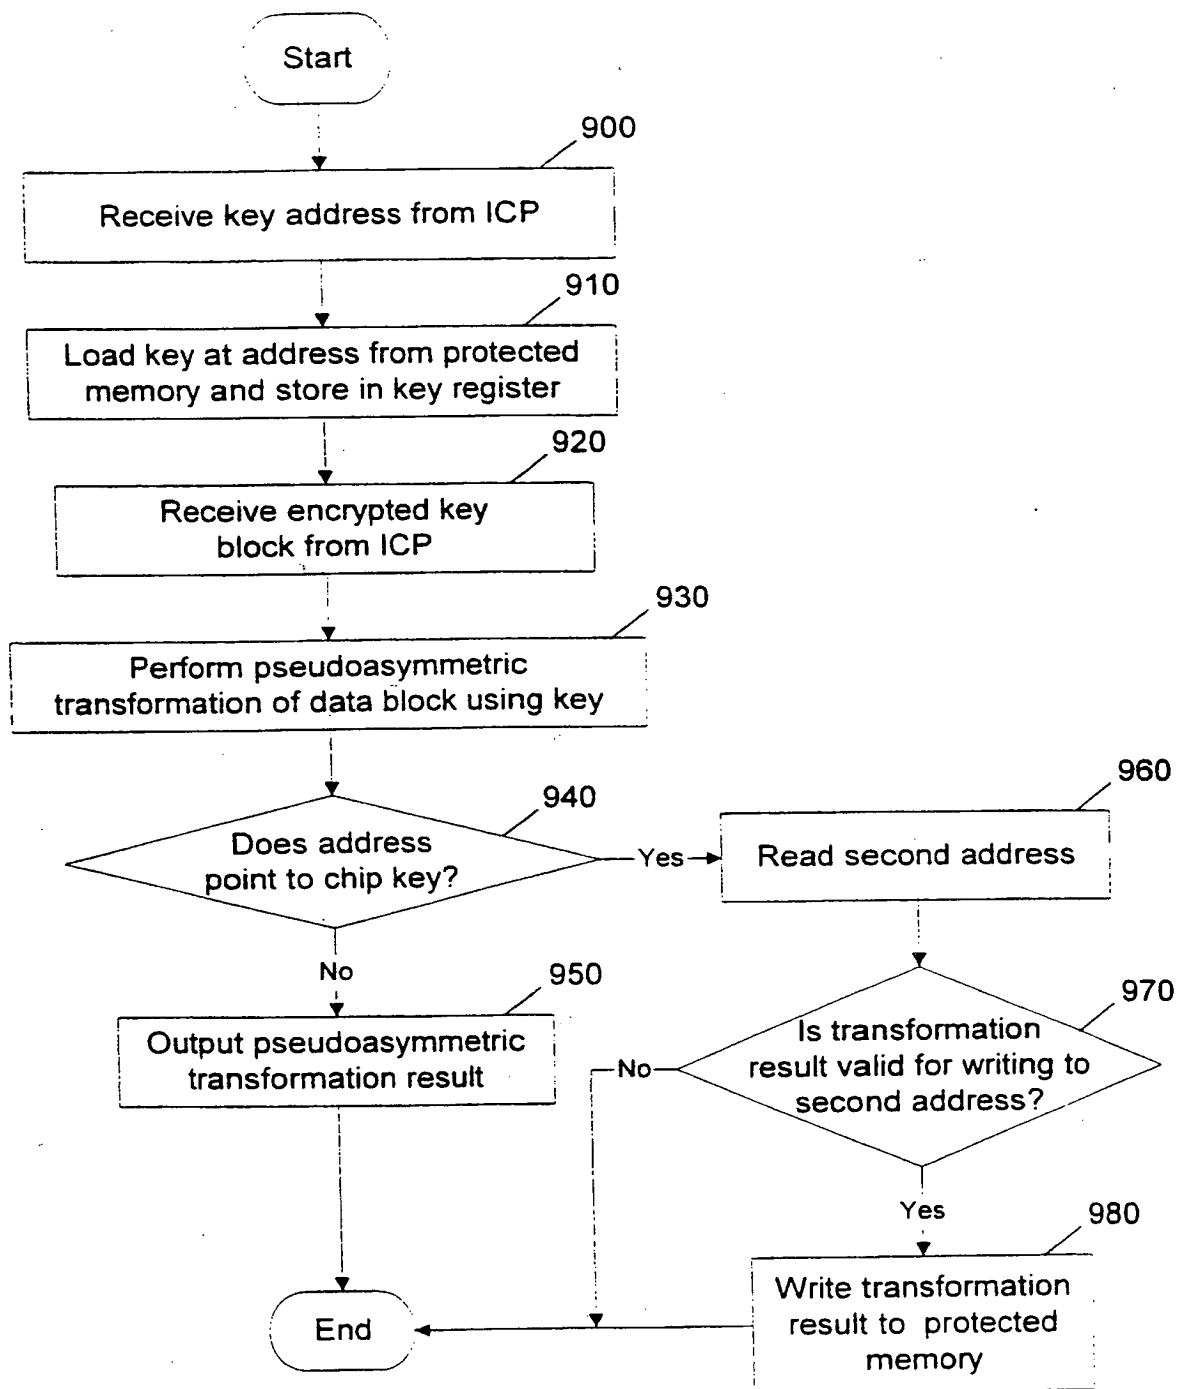 Start
900
Receive key address from ICP
910
Load key at address from protected
memory and store in key register
920
Receive encrypted key
block from ICP
930
Perform pseudoasymmetric
transformation of data block using key
940
Does address
point to chip key?
Yes
960
Read second address
No
950
Output pseudoasymmetric
transformation result
970
Is transformation
result valid for writing to
second address?
No
Yes
980
Write transformation
result to protected
memory
End